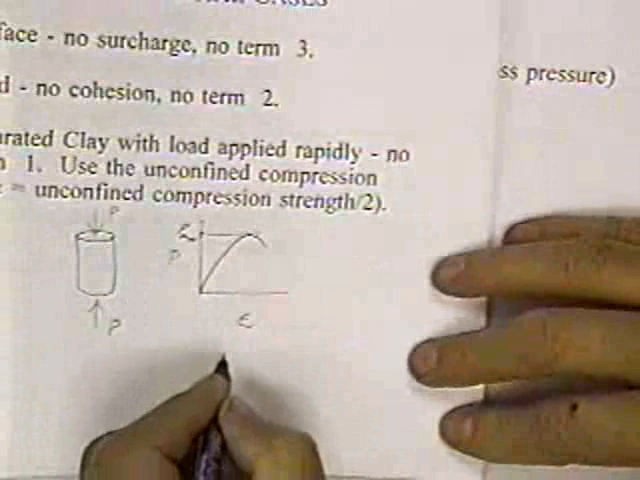 face - no surcharge, no term 3.
ss pressure)
d - no cohesion, no term 2.
rated Clay with load applied rapidly - no
1. Use the unconfined compression
= unconfined compression strength/2).
P
P
ε
P